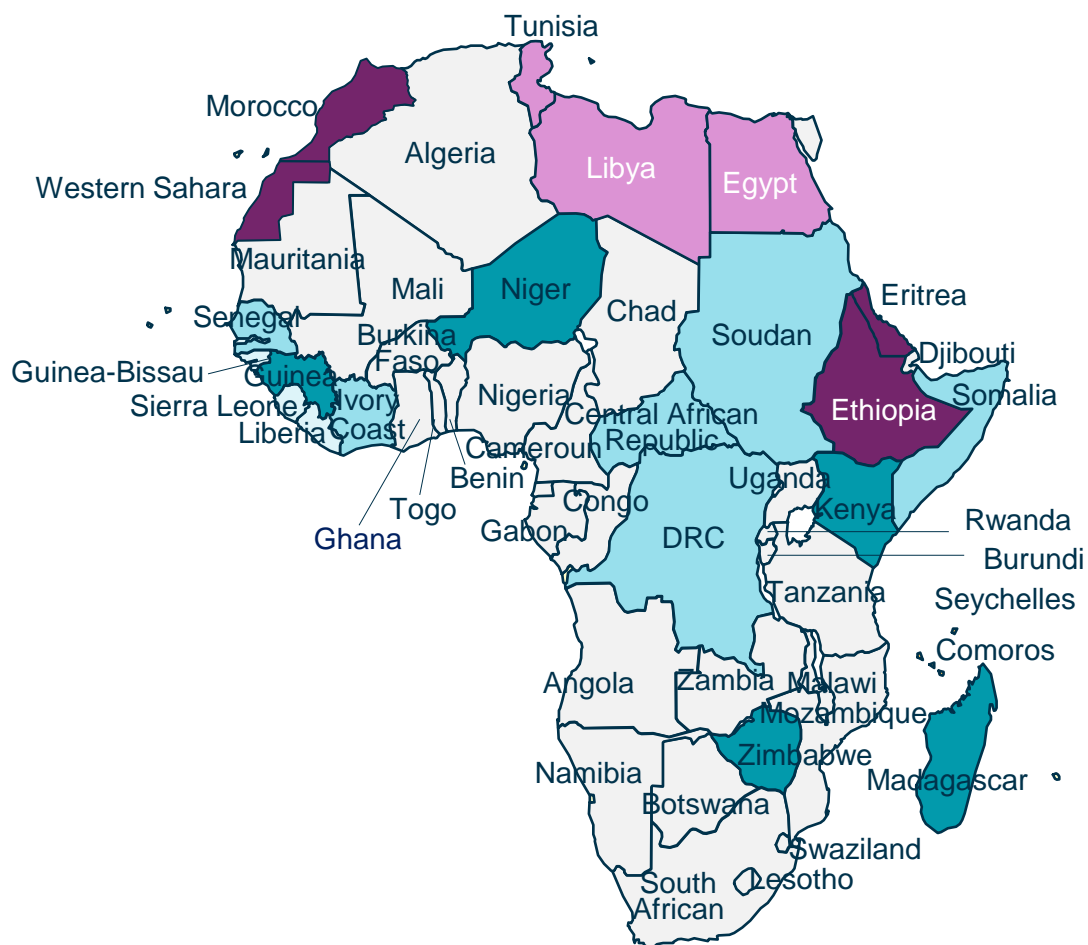 Tunisia
Morocco
Algeria
Libya
Egypt
Western Sahara
Mauritania
Mali
Niger
Chad
Eritrea
Senegal
Soudan
Burkina
Faso
Djibouti
Guinea-Bissau
Guinea
Somalia
Nigeria
Ivory
Coast
Sierra Leone
Ethiopia
Central African
Republic
Liberia
Cameroun
Benin
Uganda
Togo
Congo
Kenya
Rwanda
Gabon
Ghana
DRC
Burundi
Tanzania
Seychelles
Comoros
Angola
Zambia
Malawi
Mozambique
Zimbabwe
Namibia
Madagascar
Botswana
Swaziland
South
African
Lesotho